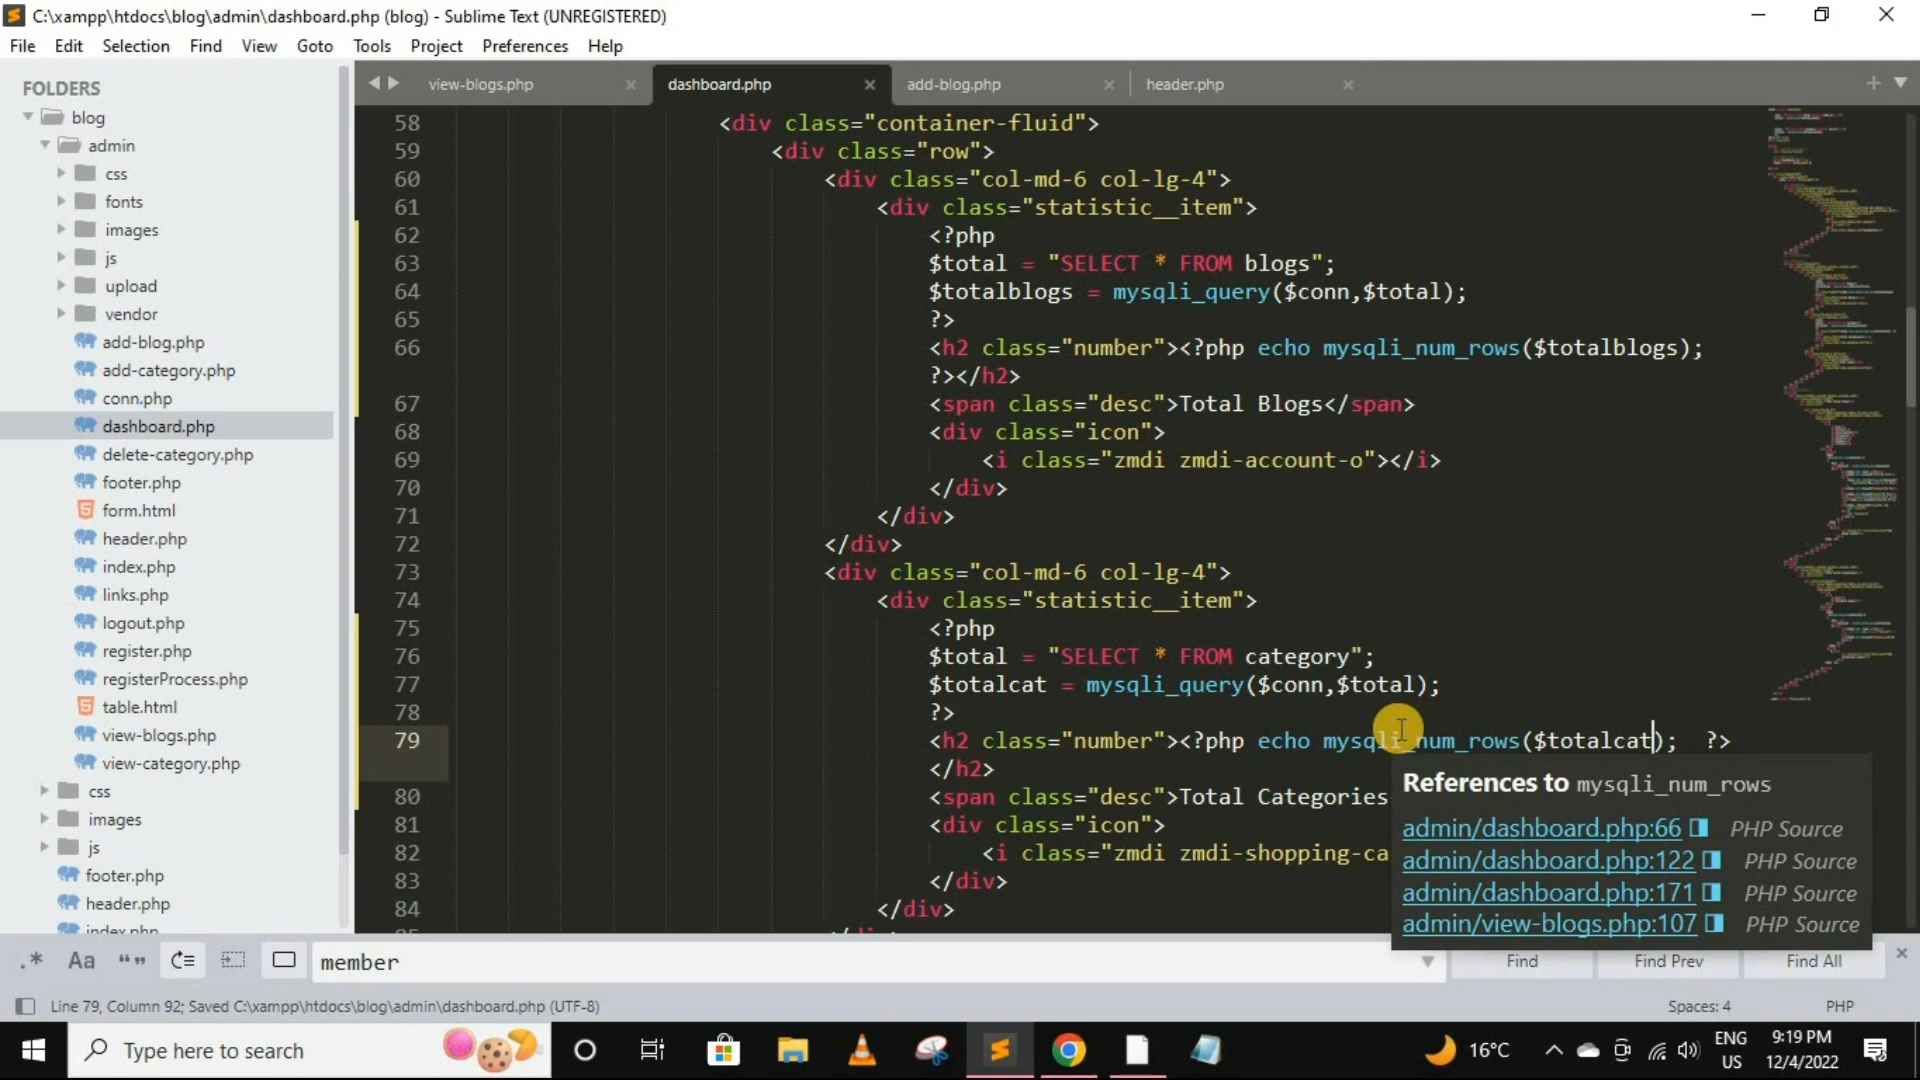 C:\xampp\htdocs\blog\admin\dashboard.php (blog) - Sublime Text (UNREGISTERED)
File Edit Selection Find View Goto Tools Project Preferences Help
FOLDERS
blog
admin
css
fonts
images
js
upload
vendor
add-blog.php
add-category.php
conn.php
dashboard.php
delete-category.php
footer.php
form.html
header.php
index.php
links.php
logout.php
register.php
registerProcess.php
table.html
view-blogs.php
view-category.php
css
images
js
footer.php
header.php
index.php
view-blogs.php dashboard.php add-blog.php header.php
58 <div class="container-fluid">
59 <div class="row">
60 <div class="col-md-6 col-lg-4">
61 <div class="statistic__item">
62 <?php
63 $total = "SELECT * FROM blogs";
64 $totalblogs = mysqli_query($conn,$total);
65 ?>
66 <h2 class="number"><?php echo mysqli_num_rows($totalblogs);
?></h2>
67 <span class="desc">Total Blogs</span>
68 <div class="icon">
69 <i class="zmdi zmdi-account-o"></i>
70 </div>
71 </div>
72 </div>
73 <div class="col-md-6 col-lg-4">
74 <div class="statistic__item">
75 <?php
76 $total = "SELECT * FROM category";
77 $totalcat = mysqli_query($conn,$total);
78 ?>
79 <h2 class="number"><?php echo mysqli_num_rows($totalcat); ?>
</h2>
80 <span class="desc">Total Categories
81 <div class="icon">
82 <i class="zmdi zmdi-shopping-ca
83 </div>
84 </div>
References to mysqli_num_rows
admin/dashboard.php:66 PHP Source
admin/dashboard.php:122 PHP Source
admin/dashboard.php:171 PHP Source
admin/view-blogs.php:107 PHP Source
.* Aa “ ” member Find Find Prev Find All
Line 79, Column 92; Saved C:\xampp\htdocs\blog\admin\dashboard.php (UTF-8) Spaces: 4 PHP
Type here to search 16°C ENG 9:19 PM
US 12/4/2022